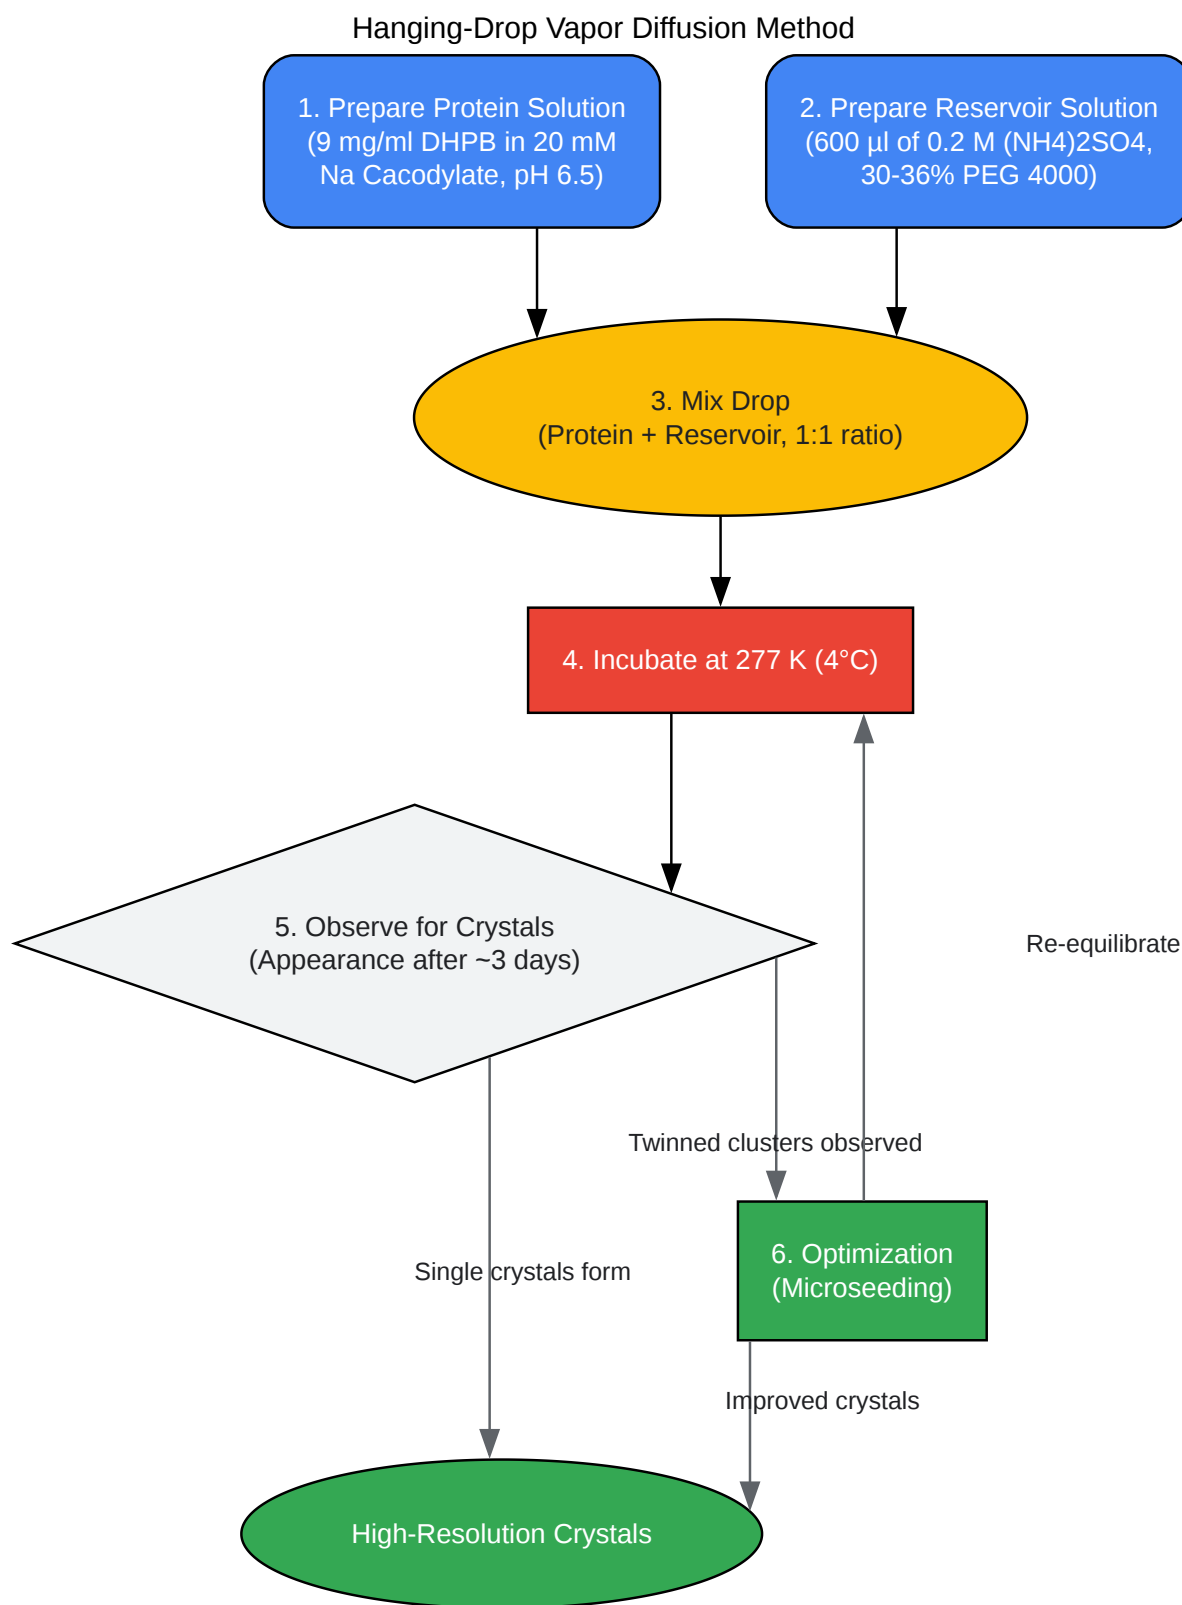 Hanging-Drop Vapor Diffusion Method
1. Prepare Protein Solution
(9 mg/ml DHPB in 20 mM
Na Cacodylate, pH 6.5)
2. Prepare Reservoir Solution
(600 µl of 0.2 M (NH4)2SO4,
30-36% PEG 4000)
3. Mix Drop
(Protein + Reservoir, 1:1 ratio)
4. Incubate at 277 K (4°C)
5. Observe for Crystals
(Appearance after ~3 days)
Re-equilibrate
Twinned clusters observed
6. Optimization
(Microseeding)
Single crystals form
Improved crystals
High-Resolution Crystals